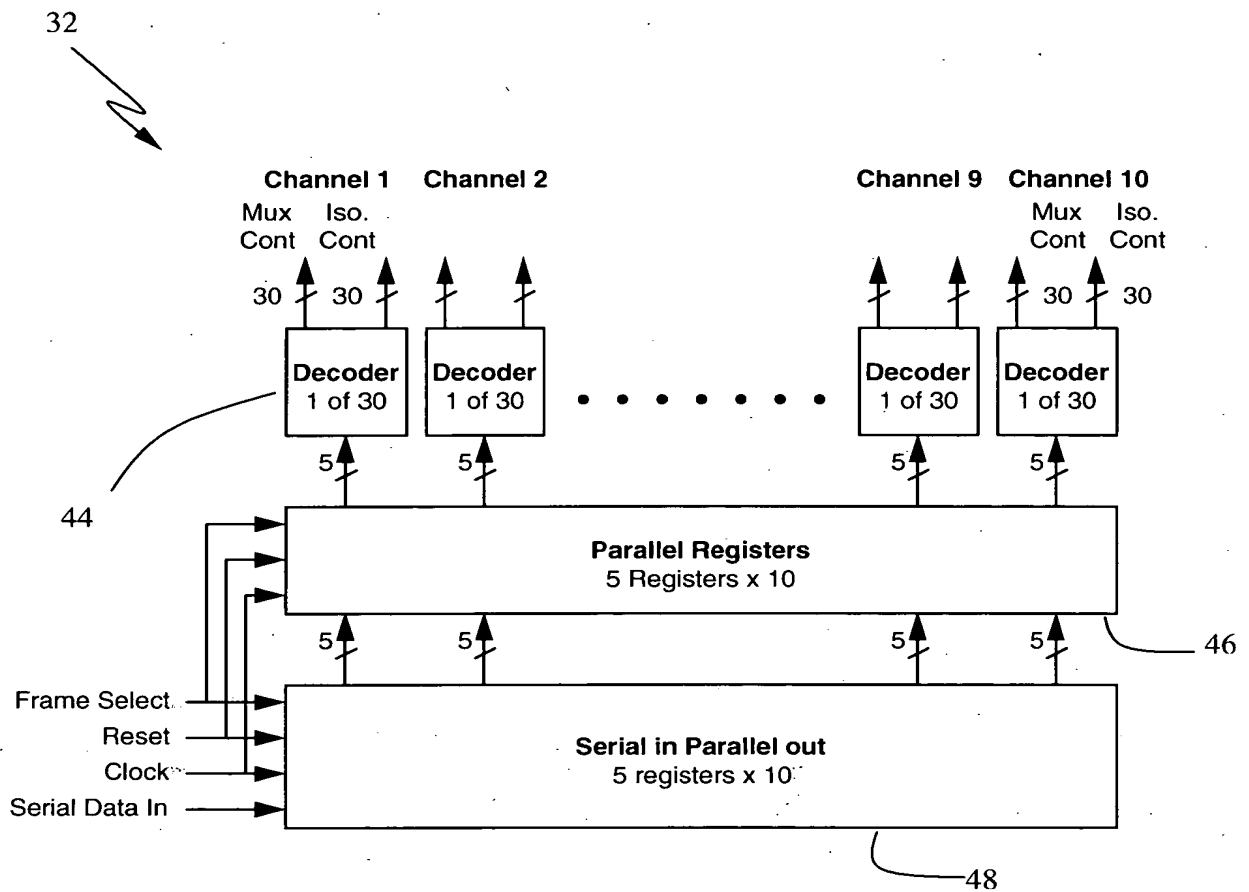 32
Channel 1 Channel 2 Channel 9 Channel 10
Mux Iso. Mux Iso.
Cont Cont Cont Cont
30 30 30 30
Decoder Decoder Decoder Decoder
1 of 30 1 of 30 1 of 30 1 of 30
5 5 5 5
44
Parallel Registers
5 Registers x 10
5 5 5 5
46
Frame Select
Reset
Clock
Serial Data In
Serial in Parallel out
5 registers x 10
48